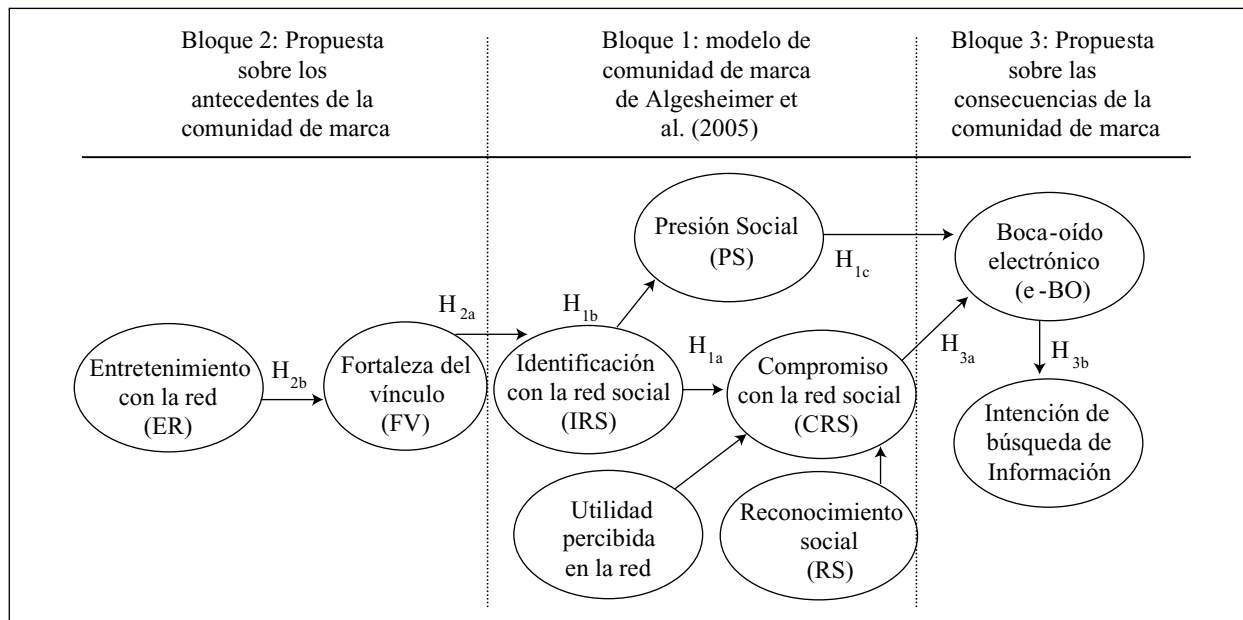 Bloque 2: Propuesta
sobre los
antecedentes de la
comunidad de marca
Bloque 1: modelo de
comunidad de marca
de Algesheimer et
al. (2005)
Bloque 3: Propuesta
sobre las
consecuencias de la
comunidad de marca
Presión Social
(PS)
H1c
Boca-oído
electrónico
(e -BO)
H2a
H1b
H1a
H3a
H3b
Entretenimiento
con la red
(ER)
H2b
Fortaleza del
vínculo
(FV)
Identificación
con la red social
(IRS)
Compromiso
con la red social
(CRS)
Intención de
búsqueda de
Información
Utilidad
percibida
en la red
Reconocimiento
social
(RS)